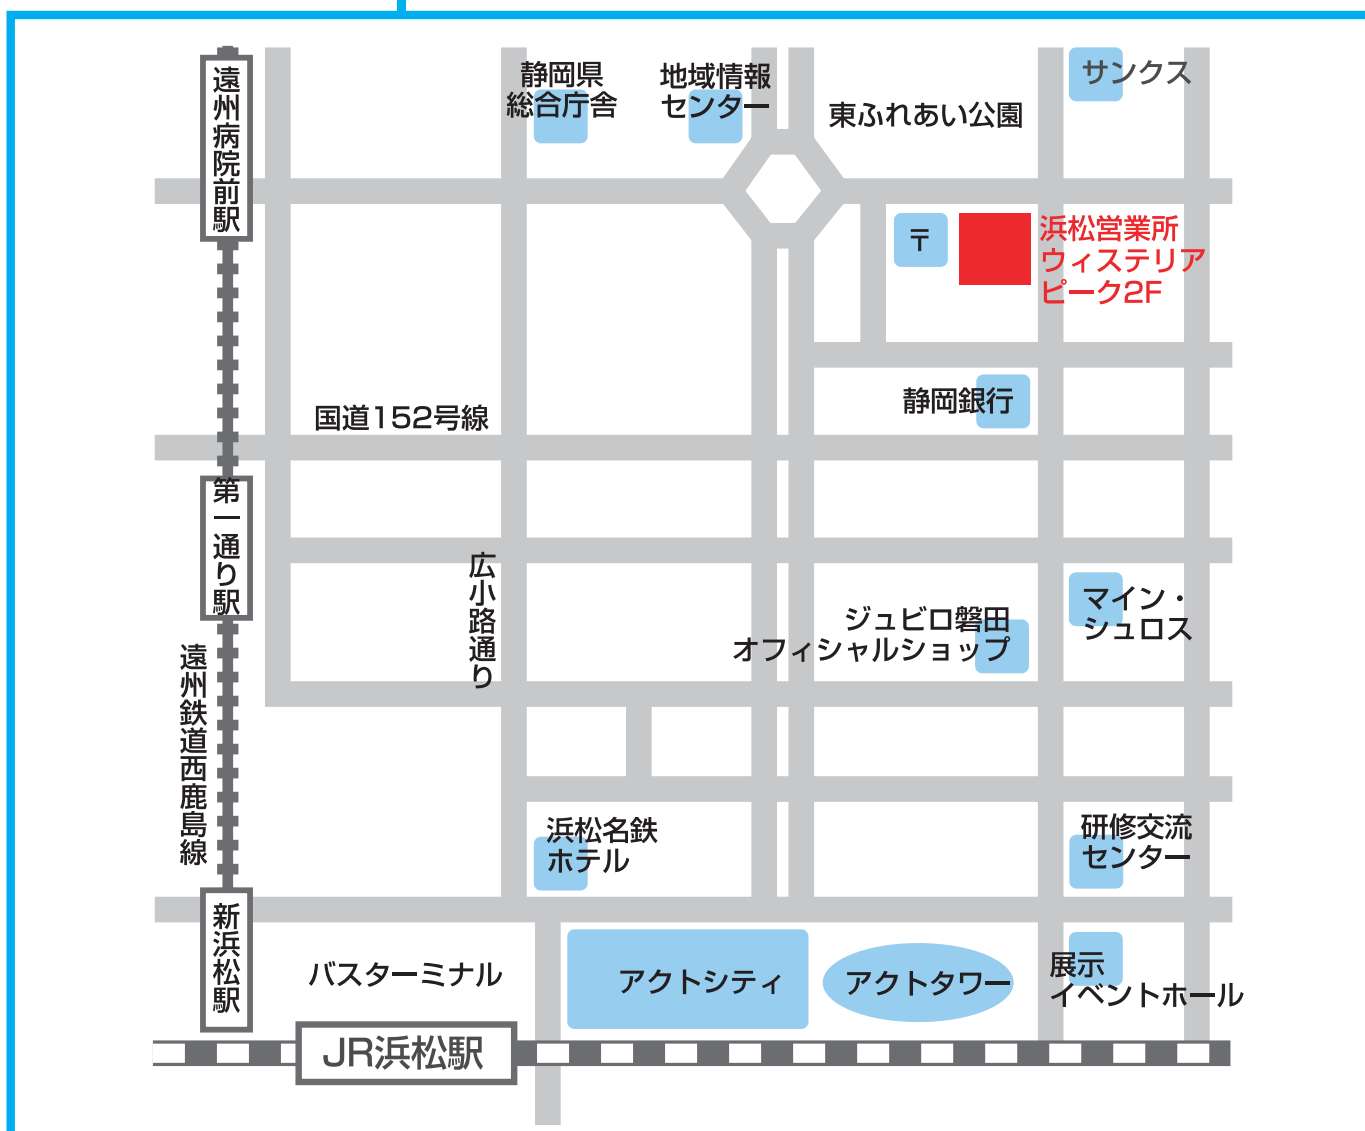 遠州病院前駅
静岡県
総合庁舎
地域情報
センター
東ふれあい公園
サンクス
〒
浜松営業所
ウィステリア
ピーク2F
静岡銀行
国道152号線
第一通り駅
広小路通り
ジュビロ磐田
オフィシャルショップ
マイン・
シュロス
遠州鉄道西鹿島線
浜松名鉄
ホテル
研修交流
センター
新浜松駅
バスターミナル
アクトシティ
アクトタワー
展示
イベントホール
JR浜松駅